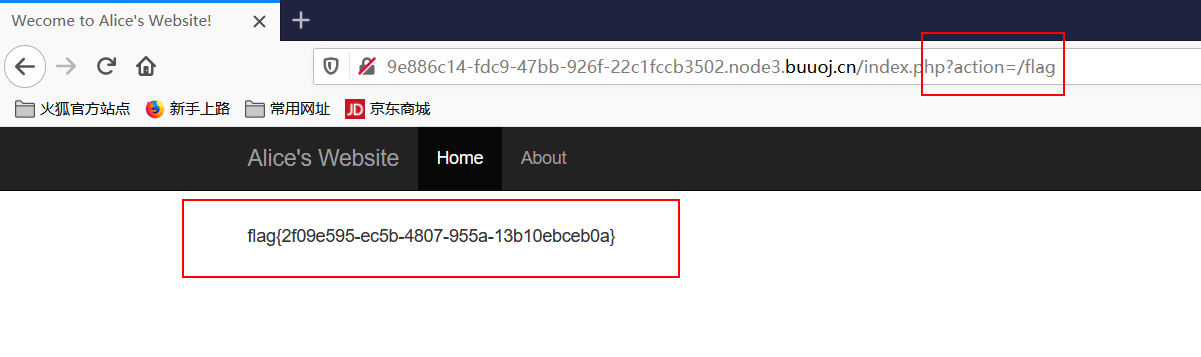 Wecome to Alice's Website!
9e886c14-fdc9-47bb-926f-22c1fccb3502.node3.buuoj.cn/index.php?action=/flag
火狐官方站点 新手上路 常用网址 JD 京东商城
Alice's Website Home About
flag{2f09e595-ec5b-4807-955a-13b10ebceb0a}